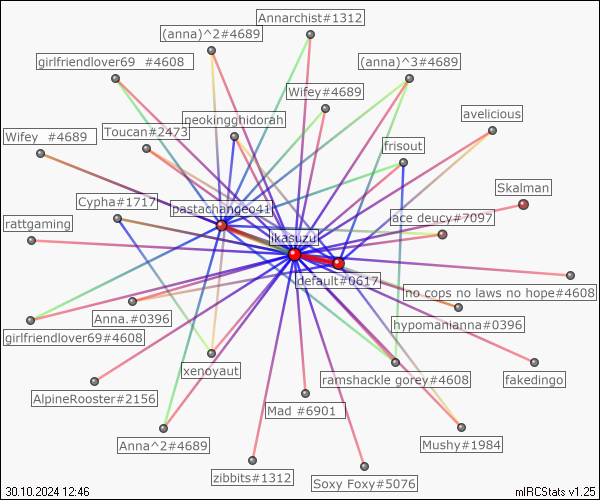 Annarchist#1312
(anna)^2#4689
girlfriendlover69   #4608
(anna)^3#4689
Wifey#4689
avelicious
neokingghidorah
Toucan#2473
Wifey   #4689
frisout
Skalman
Cypha#1717
pastachangeo41
ace deucy#7097
rattgaming
ikasuzu
default#0617
no cops no laws no hope#4608
Anna.#0396
hypomanianna#0396
girlfriendlover69#4608
xenoyaut
ramshackle gorey#4608
fakedingo
AlpineRooster#2156
Mad #6901
Anna^2#4689
Mushy#1984
zibbits#1312
Soxy Foxy#5076
30.10.2024 12:46
mIRCStats v1.25